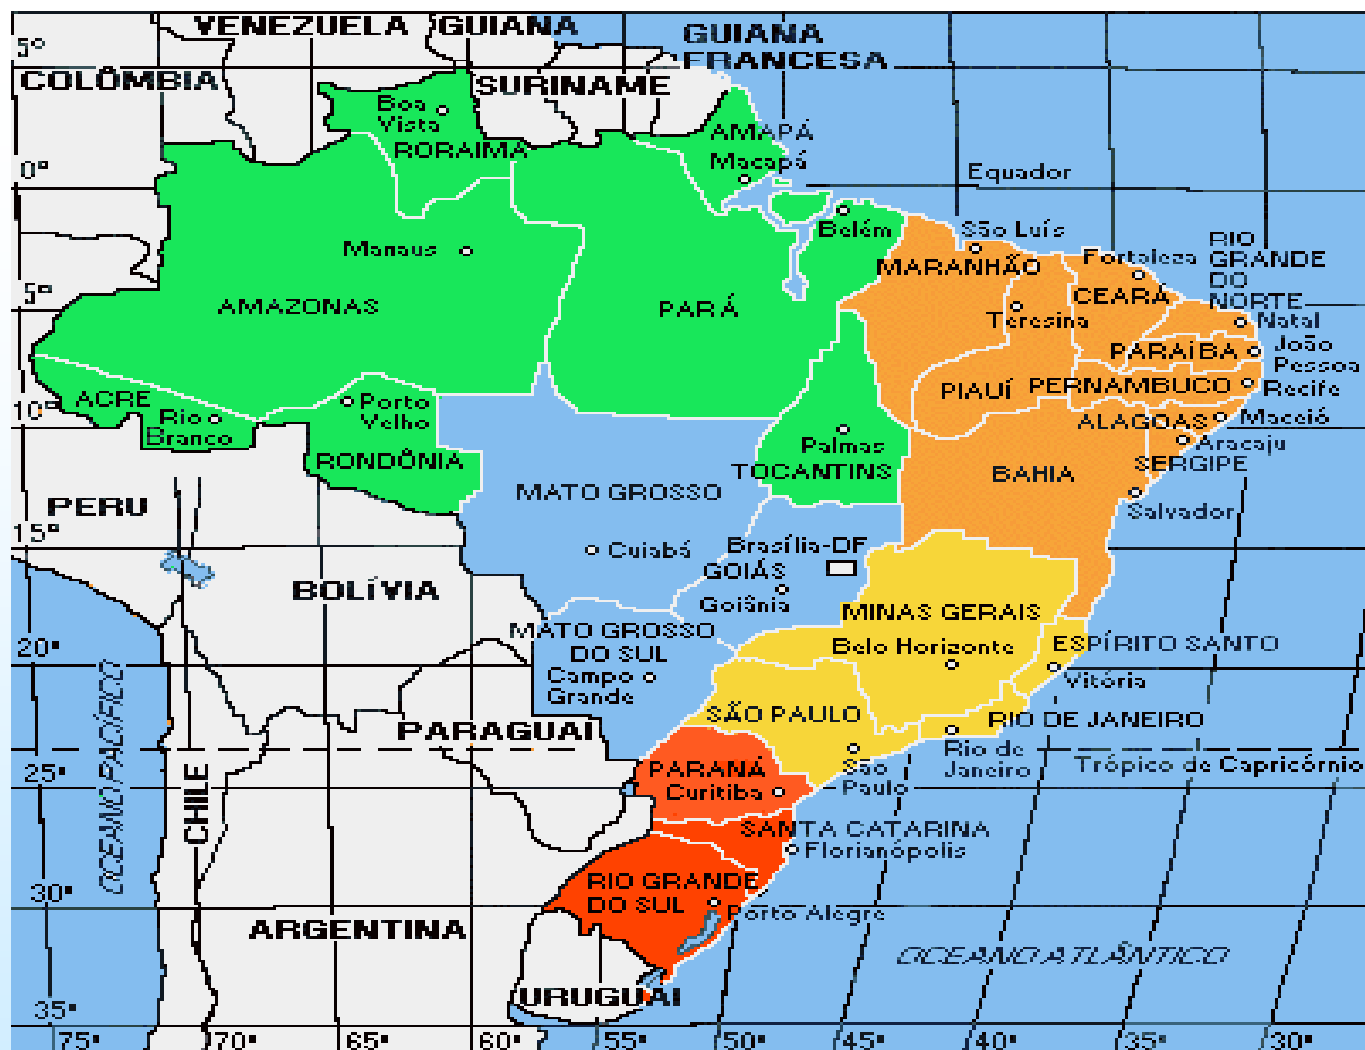 VENEZUELA
GUIANA
GUIANA
FRANCESA
5°
COLÔMBIA
SURINAME
Boa
Vista
RORAIMA
AMAPÁ
Macapá
0°
Equador
Belém
São Luís
RIO
GRANDE
DO
NORTE
Manaus
MARANHÃO
Fortaleza
CEARÁ
AMAZONAS
PARÁ
5°
Teresina
Natal
PARAíBA
João
Pessoa
PIAUÍ
PERNAMBUCO
Recife
ACRE
Rio
Branco
10°
Porto
Velho
ALAGOAS
Maceió
Palmas
Aracaju
RONDÔNIA
TOCANTINS
BAHIA
SERGIPE
MATO GROSSO
PERU
Salvador
15°
Cuiabá
Brasília-DF
GOIÁS
Goiânia
BOLíVIA
MINAS GERAIS
MATO GROSSO
DO SUL
Belo Horizonte
ESPÍRITO SANTO
20°
Campo
Grande
Vitória
OCEANO PACÍFICO
SÃO PAULO
RIO DE JANEIRO
PARAGUAI
Rio de
Janeiro
25°
CHILE
PARANÁ
Curitiba
São
Paulo
Trópico de Capricórnio
SANTA CATARINA
Florianópolis
30°
RIO GRANDE
DO SUL
Porto Alegre
ARGENTINA
OCEANO ATLÂNTICO
URUGUAI
35°
75°
70°
65°
60°
55°
50°
45°
40°
35°
30°